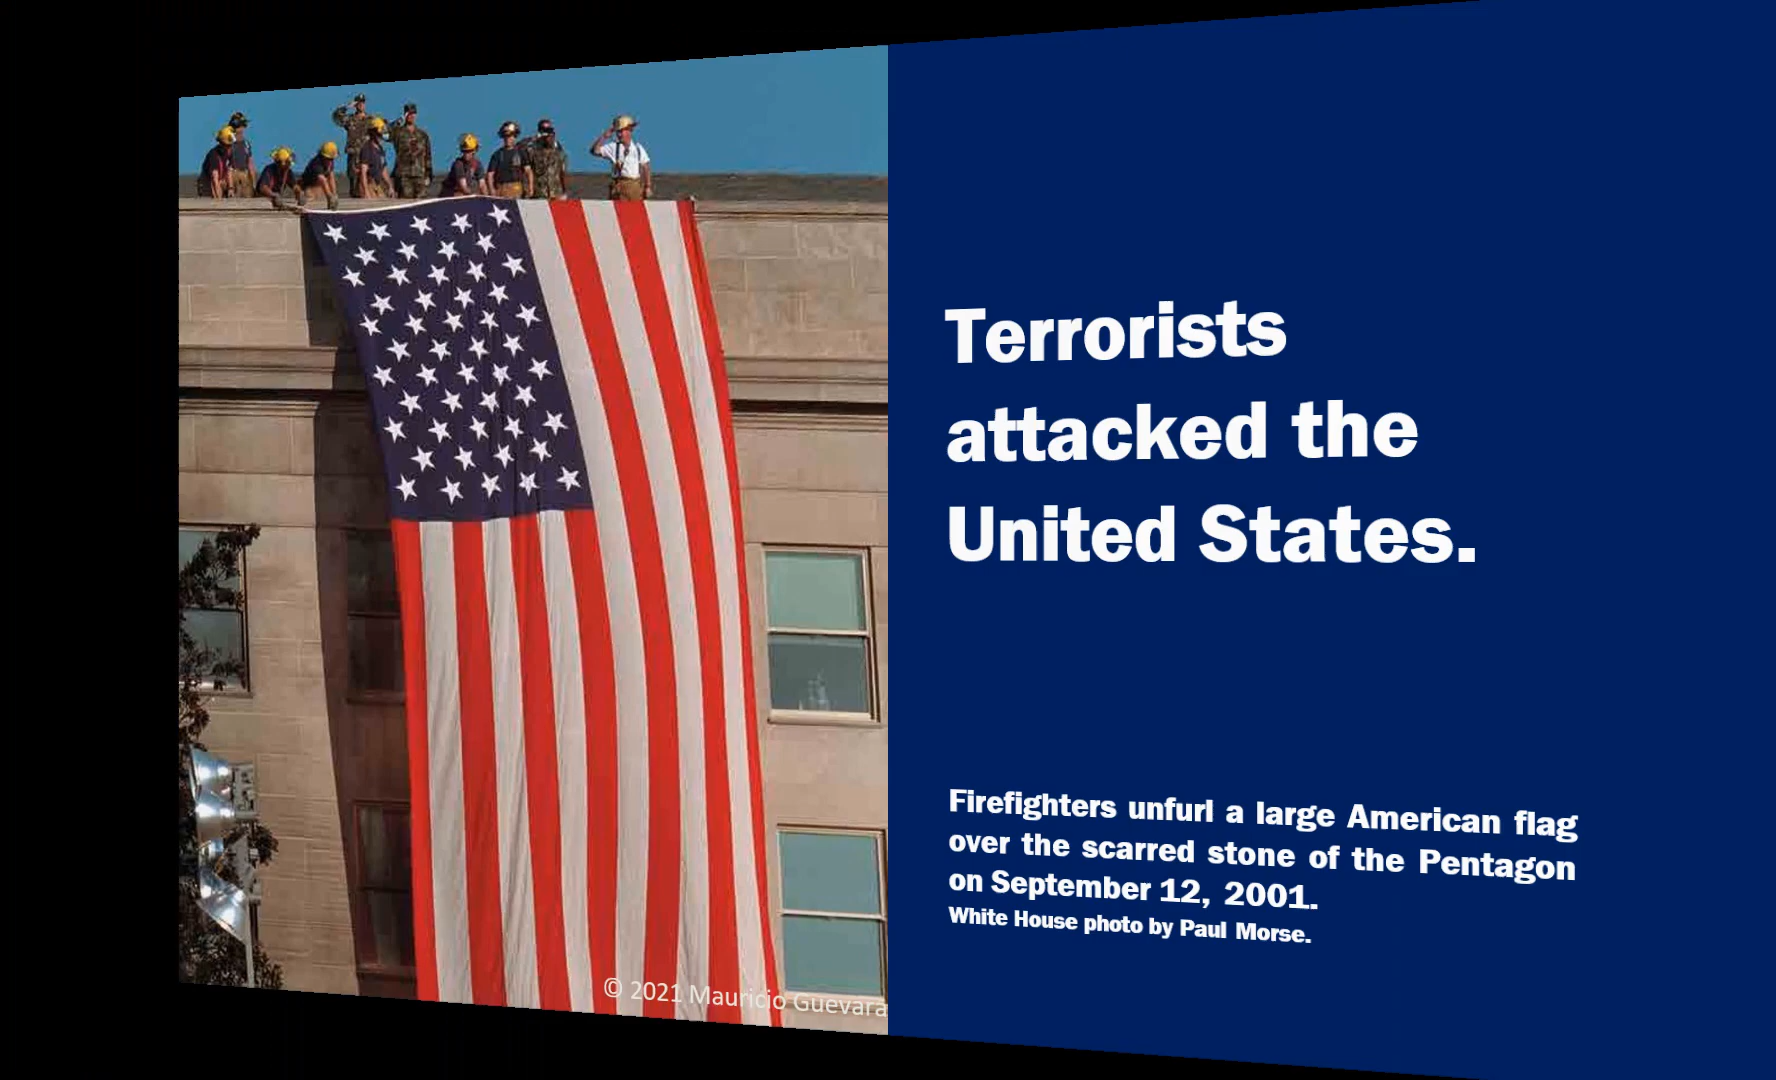 Terrorists
attacked the
United States.
Firefighters unfurl a large American flag
over the scarred stone of the Pentagon
on September 12, 2001.
White House photo by Paul Morse.
© 2021 Mauricio Guevara